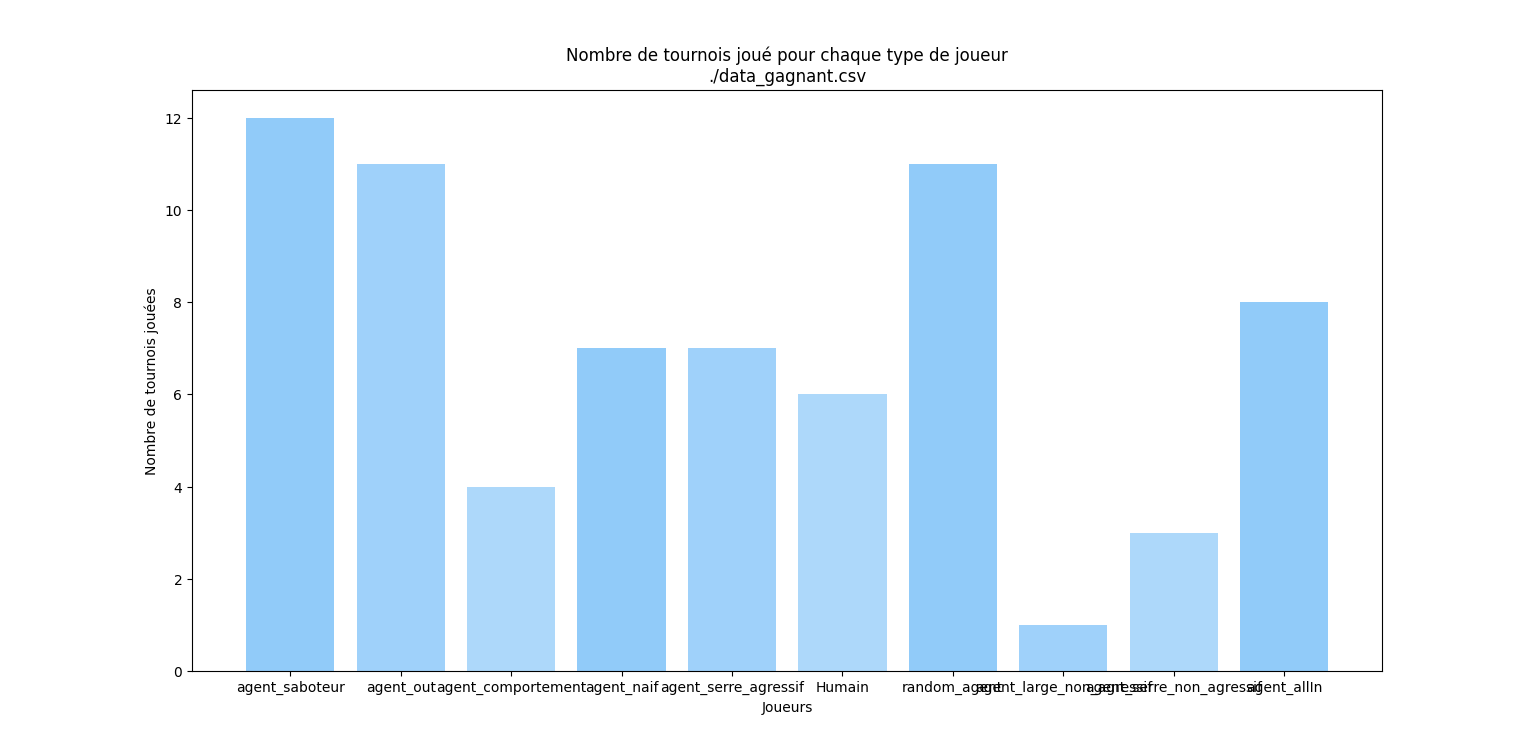 Nombre de tournois joué pour chaque type de joueur
./data_gagnant.csv
Nombre de tournois jouées
12
10
8
6
4
2
0
agent_saboteur agent_out agent_comportement agent_naif agent_serre_agressif Humain random_agent agent_large_non_agressif agent_serre_non_agressif agent_allIn
Joueurs